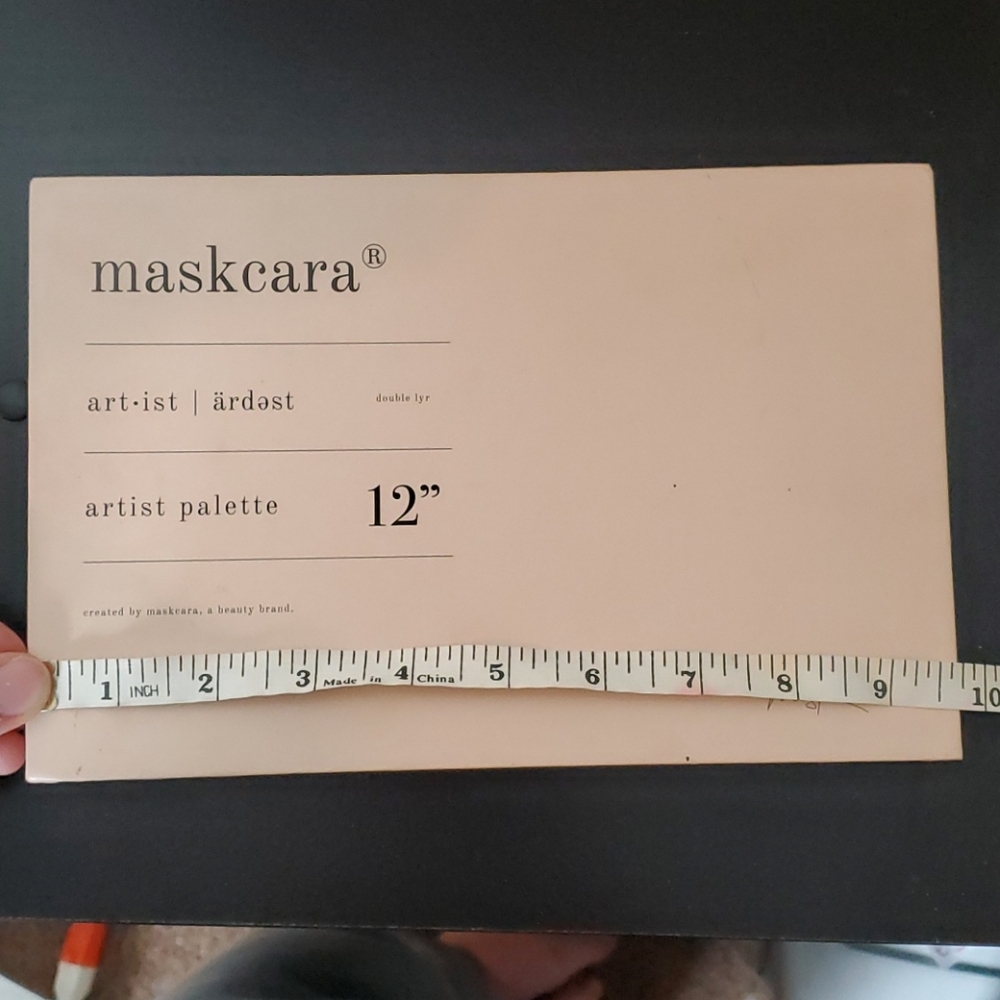 maskcara®
art·ist | ärdəst double lyr
artist palette 12”
created by maskcara, a beauty brand.
1 INCH 2 3 Made in 4 China 5 6 7 8 9 10